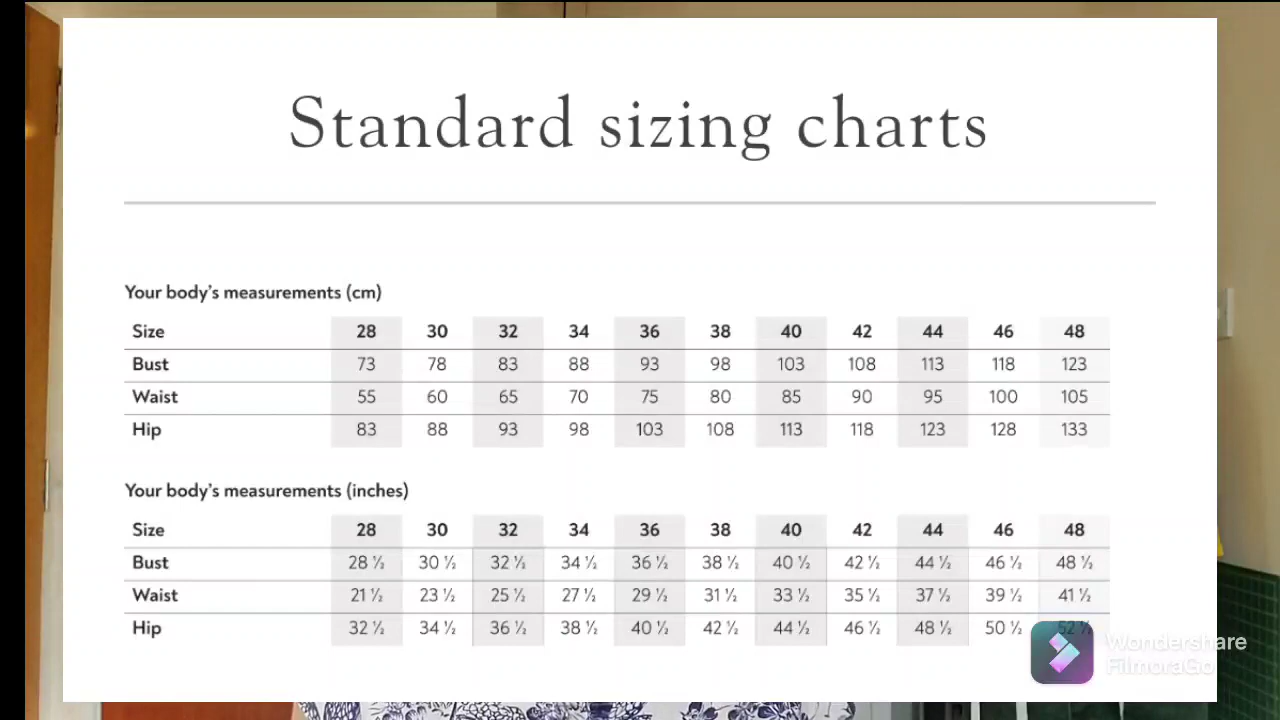 Standard sizing charts
Your body's measurements (cm)
Size 28 30 32 34 36 38 40 42 44 46 48
Bust 73 78 83 88 93 98 103 108 113 118 123
Waist 55 60 65 70 75 80 85 90 95 100 105
Hip 83 88 93 98 103 108 113 118 123 128 133
Your body's measurements (inches)
Size 28 30 32 34 36 38 40 42 44 46 48
Bust 28 ½ 30 ½ 32 ½ 34 ½ 36 ½ 38 ½ 40 ½ 42 ½ 44 ½ 46 ½ 48 ½
Waist 21 ½ 23 ½ 25 ½ 27 ½ 29 ½ 31 ½ 33 ½ 35 ½ 37 ½ 39 ½ 41 ½
Hip 32 ½ 34 ½ 36 ½ 38 ½ 40 ½ 42 ½ 44 ½ 46 ½ 48 ½ 50 ½ 52 ½
Wondershare
FilmoraGo